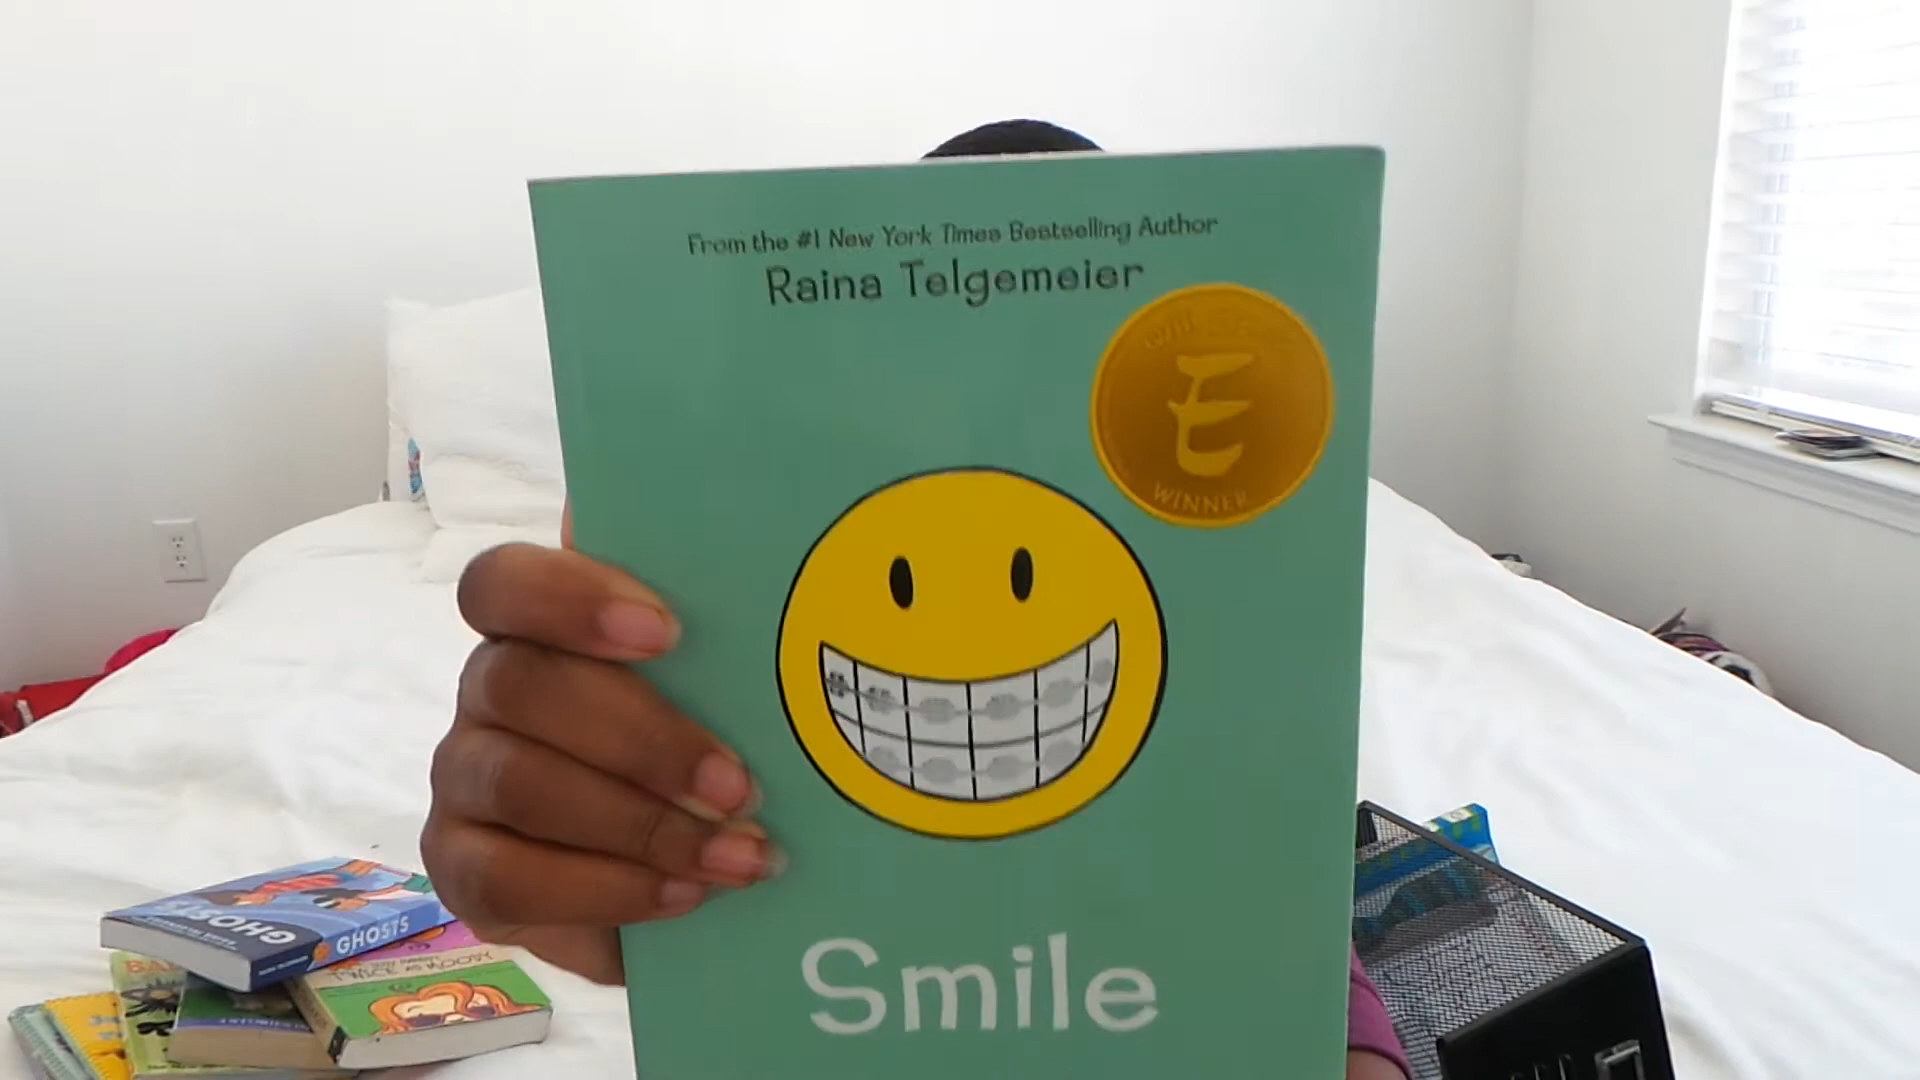 From the #1 New York Times Bestselling Author
Raina Telgemeier
E
WINNER
Smile
GHOSTS
GHOSTS